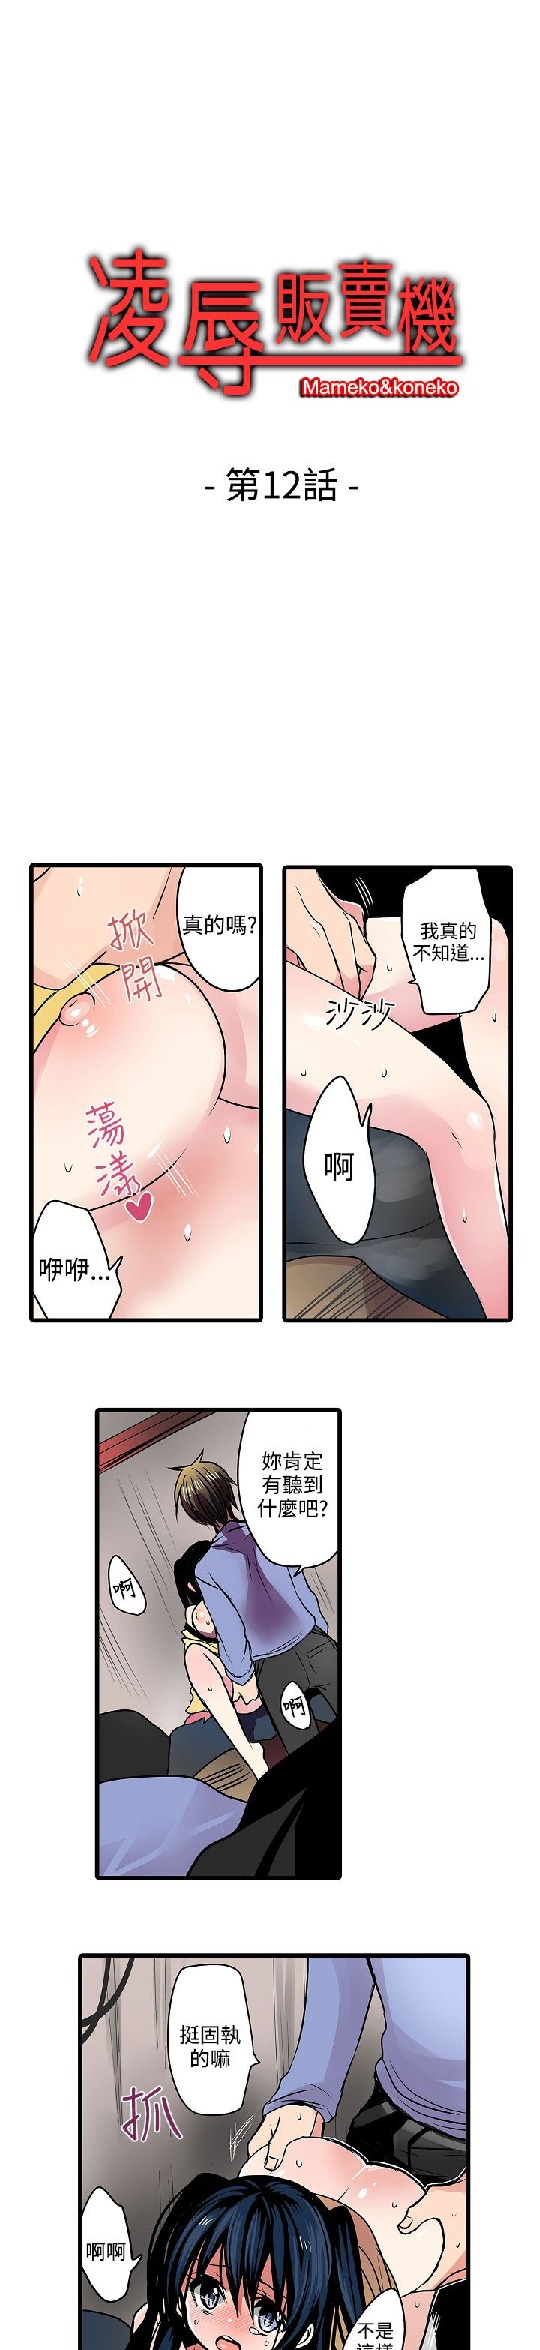 凌辱販賣機
Mameko&koneko
- 第12話 -
我真的
不知道...
沙沙
啊
真的嗎?
掀開
蕩漾
咿咿...
妳肯定
有聽到
什麼吧?
啊
啊
挺固執
的嘛
抓
啊啊
不是
這樣